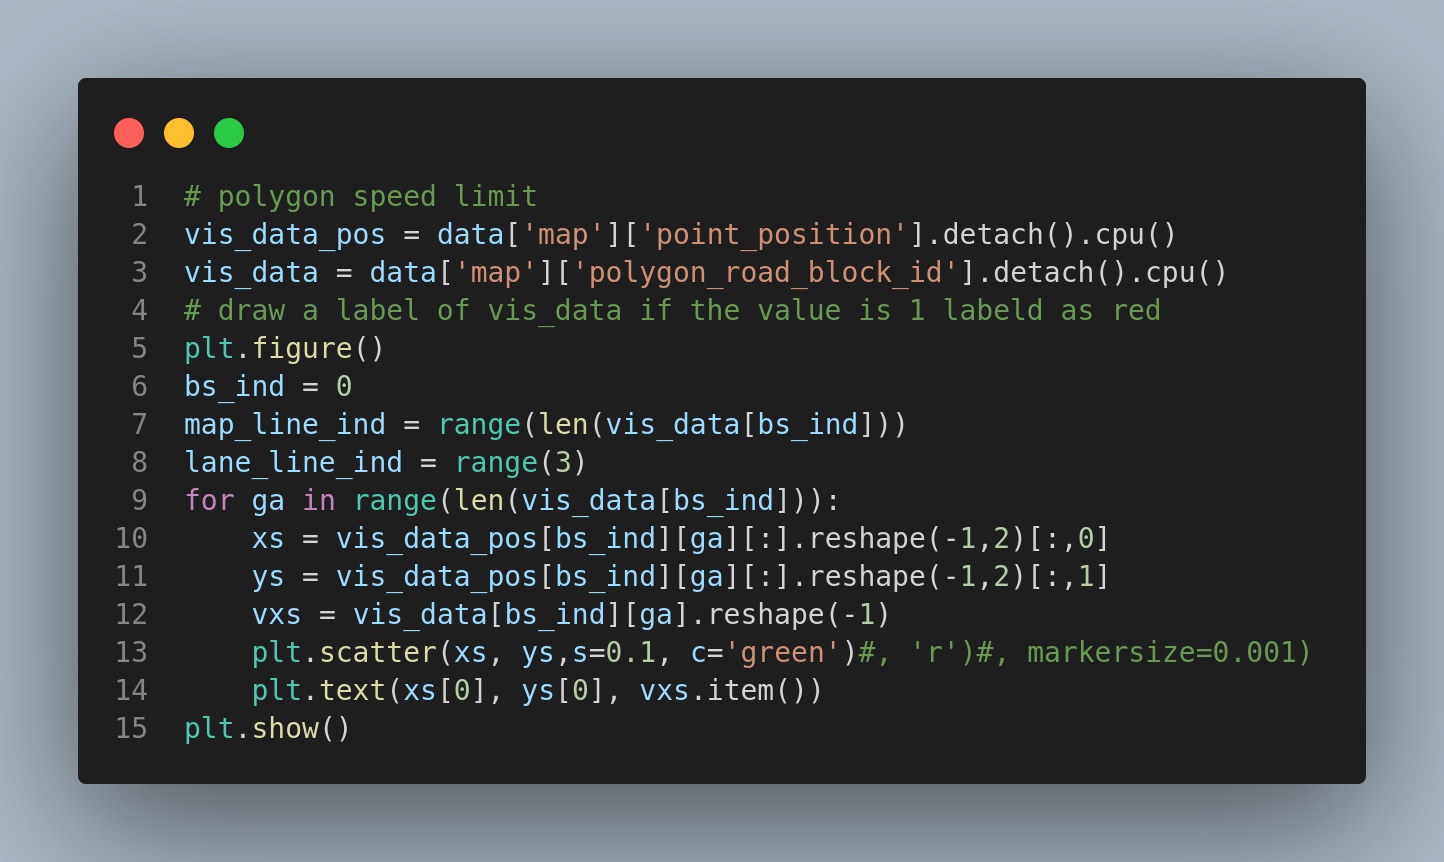 1 # polygon speed limit
2 vis_data_pos = data['map']['point_position'].detach().cpu()
3 vis_data = data['map']['polygon_road_block_id'].detach().cpu()
4 # draw a label of vis_data if the value is 1 labeld as red
5 plt.figure()
6 bs_ind = 0
7 map_line_ind = range(len(vis_data[bs_ind]))
8 lane_line_ind = range(3)
9 for ga in range(len(vis_data[bs_ind])):
10     xs = vis_data_pos[bs_ind][ga][:].reshape(-1,2)[:,0]
11     ys = vis_data_pos[bs_ind][ga][:].reshape(-1,2)[:,1]
12     vxs = vis_data[bs_ind][ga].reshape(-1)
13     plt.scatter(xs, ys,s=0.1, c='green')#, 'r')#, markersize=0.001)
14     plt.text(xs[0], ys[0], vxs.item())
15 plt.show()